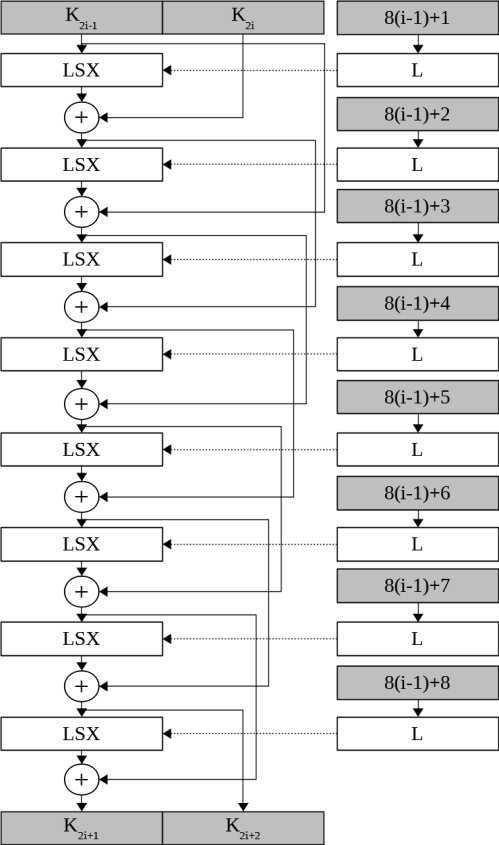 K2i-1 K2i 8(i-1)+1
LSX L
+ 8(i-1)+2
LSX L
+ 8(i-1)+3
LSX L
+ 8(i-1)+4
LSX L
+ 8(i-1)+5
LSX L
+ 8(i-1)+6
LSX L
+ 8(i-1)+7
LSX L
+ 8(i-1)+8
LSX L
+
K2i+1 K2i+2